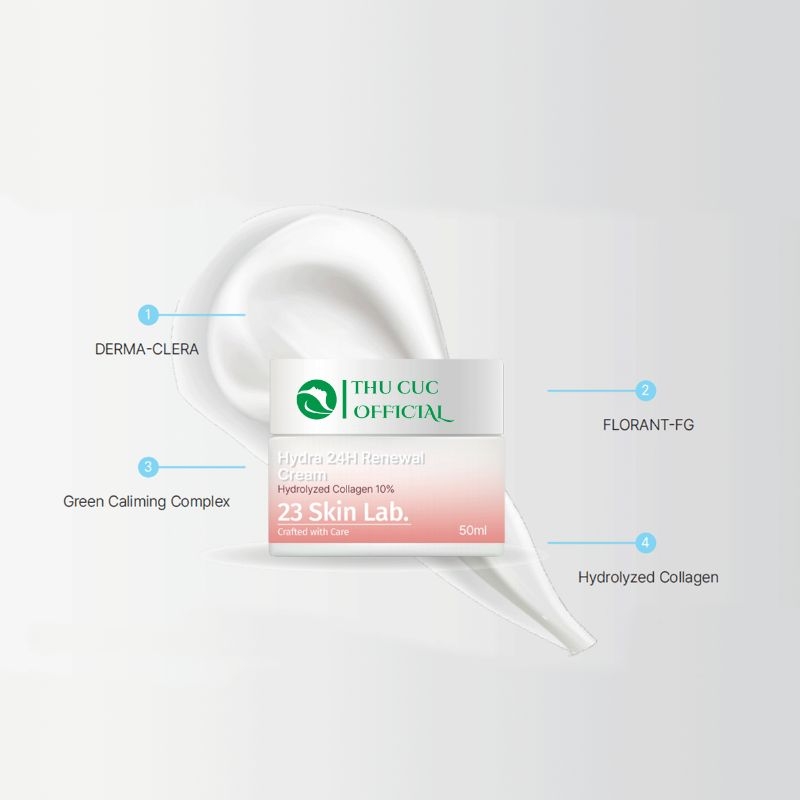 1
DERMA-CLERA
2
FLORANT-FG
3
Green Caliming Complex
4
Hydrolyzed Collagen
THU CUC
OFFICIAL
Hydra 24H Renewal
Cream
Hydrolyzed Collagen 10%
23 Skin Lab.
Crafted with Care
50ml